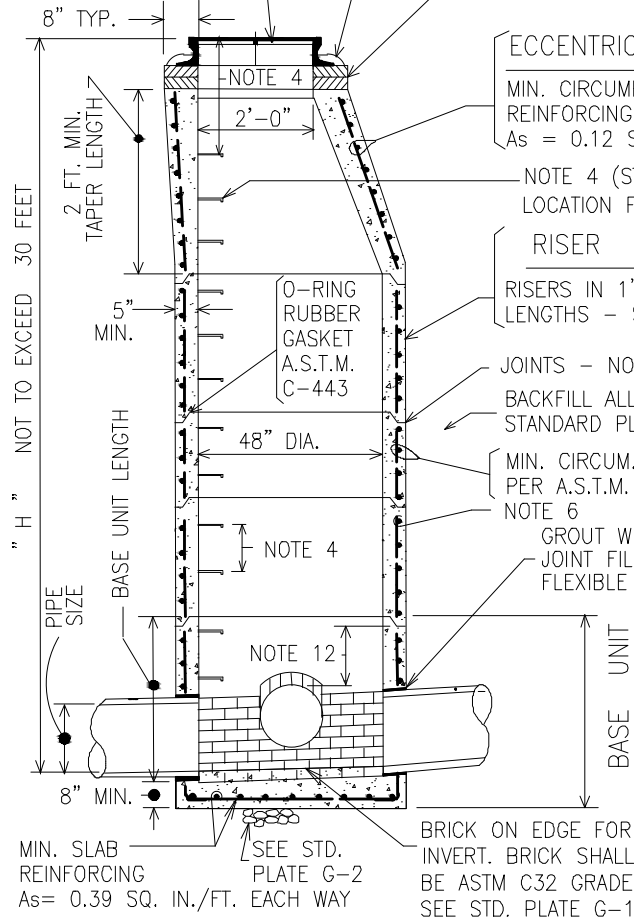 8" TYP.
NOTE 4
2'-0"
2 FT. MIN.
TAPER LENGTH
ECCENTRIC
MIN. CIRCUM
REINFORCING
As = 0.12 S
NOTE 4 (S
LOCATION F
RISER
RISERS IN 1'
LENGTHS -
5"
MIN.
O-RING
RUBBER
GASKET
A.S.T.M.
C-443
"H" NOT TO EXCEED 30 FEET
JOINTS - NO
BACKFILL ALL
STANDARD PL
48" DIA.
MIN. CIRCUM.
PER A.S.T.M.
NOTE 6
BASE UNIT LENGTH
NOTE 4
GROUT W
JOINT FIL
FLEXIBLE
PIPE
SIZE
NOTE 12
BASE UNIT
8" MIN.
MIN. SLAB
REINFORCING
As= 0.39 SQ. IN./FT. EACH WAY
SEE STD.
PLATE G-2
BRICK ON EDGE FOR
INVERT. BRICK SHALL
BE ASTM C32 GRADE
SEE STD. PLATE G-1